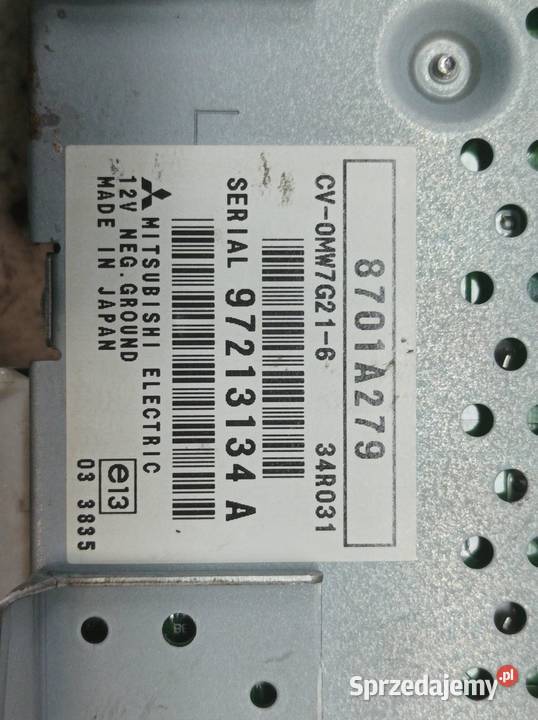 8701A279
CV-0MW7G21-6 34R031
SERIAL 97213134 A
MITSUBISHI ELECTRIC
12V NEG.GROUND
MADE IN JAPAN
e13
03 3835
Sprzedajemy.pl